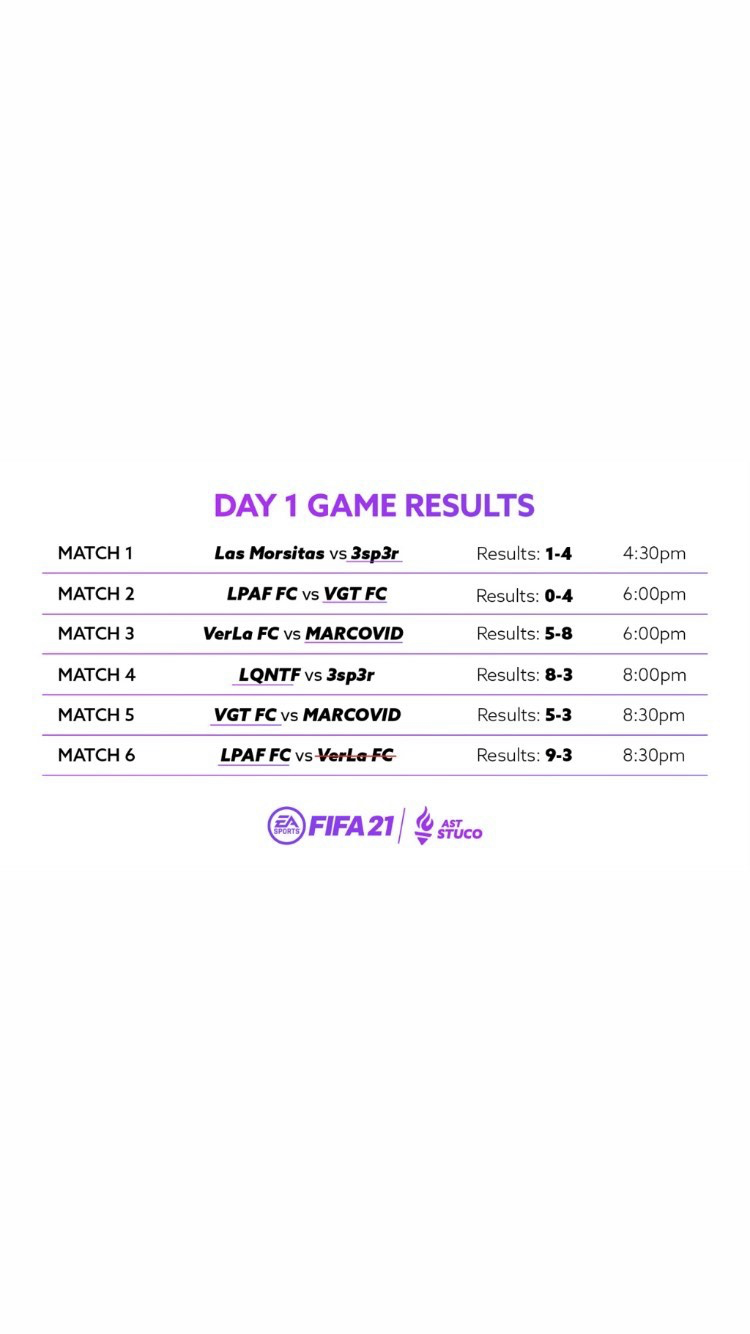 DAY 1 GAME RESULTS
MATCH 1 Las Morsitas vs 3sp3r Results: 1-4 4:30pm
MATCH 2 LPAF FC vs VGT FC Results: 0-4 6:00pm
MATCH 3 VerLa FC vs MARCOVID Results: 5-8 6:00pm
MATCH 4 LQNTF vs 3sp3r Results: 8-3 8:00pm
MATCH 5 VGT FC vs MARCOVID Results: 5-3 8:30pm
MATCH 6 LPAF FC vs VerLa FC Results: 9-3 8:30pm
EA SPORTS FIFA 21 AST STUCO